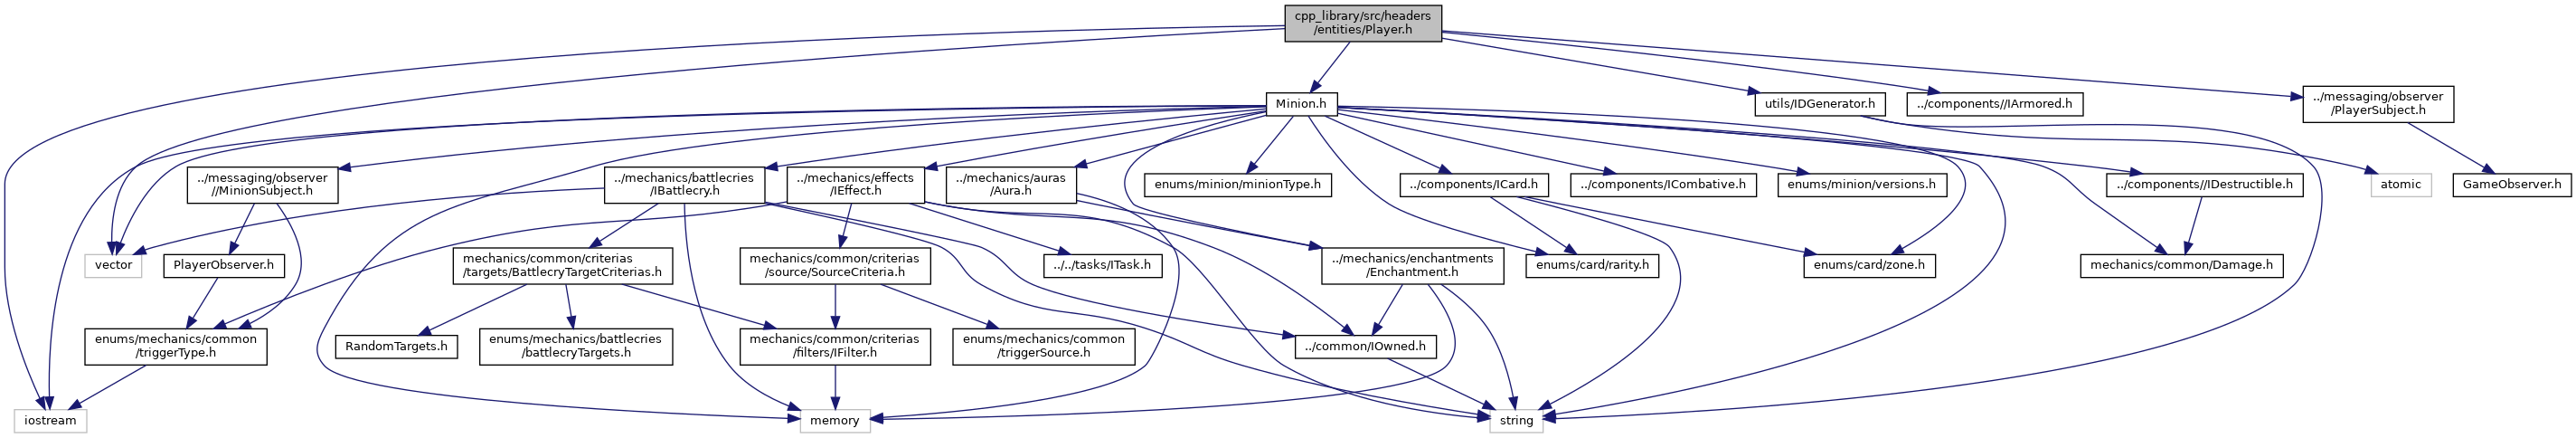 cpp_library/src/headers
/entities/Player.h
Minion.h
utils/IDGenerator.h
../components//IArmored.h
../messaging/observer
/PlayerSubject.h
../messaging/observer
//MinionSubject.h
../mechanics/battlecries
/IBattlecry.h
../mechanics/effects
/IEffect.h
../mechanics/auras
/Aura.h
enums/minion/minionType.h
../components/ICard.h
../components/ICombative.h
enums/minion/versions.h
../components//IDestructible.h
atomic
GameObserver.h
vector
PlayerObserver.h
mechanics/common/criterias
/targets/BattlecryTargetCriterias.h
mechanics/common/criterias
/source/SourceCriteria.h
../../tasks/ITask.h
../mechanics/enchantments
/Enchantment.h
enums/card/rarity.h
enums/card/zone.h
mechanics/common/Damage.h
enums/mechanics/common
/triggerType.h
RandomTargets.h
enums/mechanics/battlecries
/battlecryTargets.h
mechanics/common/criterias
/filters/IFilter.h
enums/mechanics/common
/triggerSource.h
../common/IOwned.h
iostream
memory
string